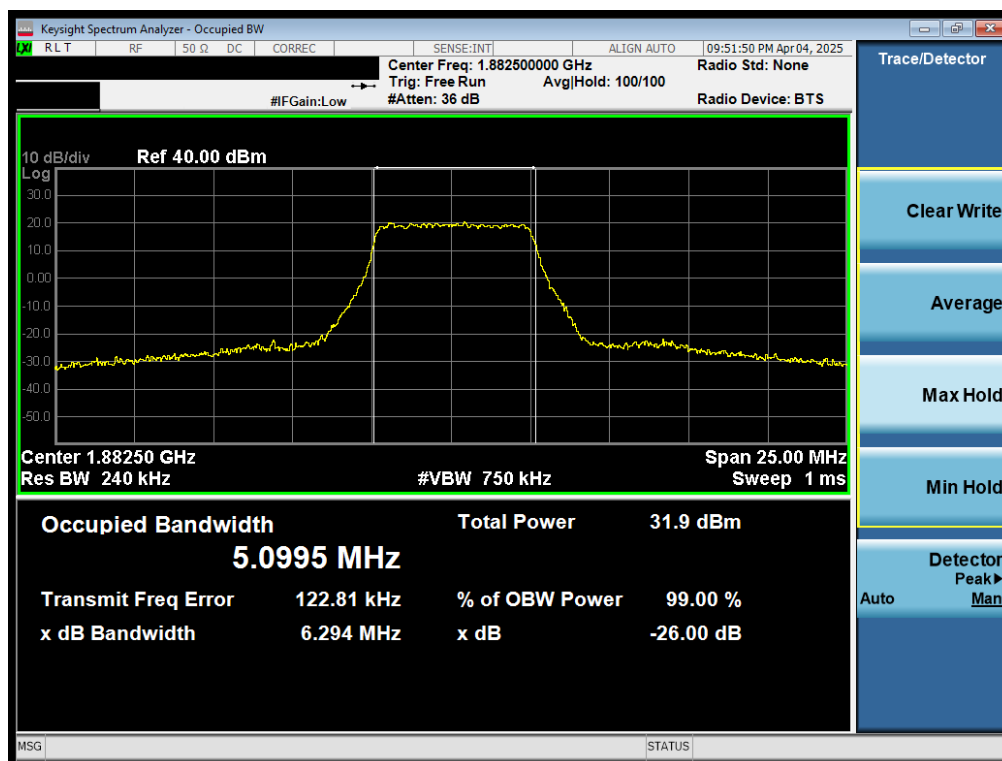 Keysight Spectrum Analyzer - Occupied BW
LXI RLT RF 50 Ω DC CORREC SENSE:INT ALIGN AUTO 09:51:50 PM Apr 04, 2025
Center Freq: 1.882500000 GHz Radio Std: None
Trig: Free Run Avg|Hold: 100/100
#IFGain:Low #Atten: 36 dB Radio Device: BTS
10 dB/div Ref 40.00 dBm
Log
30.0
20.0
10.0
0.00
-10.0
-20.0
-30.0
-40.0
-50.0
Center 1.88250 GHz Span 25.00 MHz
Res BW 240 kHz #VBW 750 kHz Sweep 1 ms
Occupied Bandwidth Total Power 31.9 dBm
5.0995 MHz
Transmit Freq Error 122.81 kHz % of OBW Power 99.00 %
x dB Bandwidth 6.294 MHz x dB -26.00 dB
MSG STATUS
Trace/Detector
Clear Write
Average
Max Hold
Min Hold
Detector
Peak▶
Auto Man